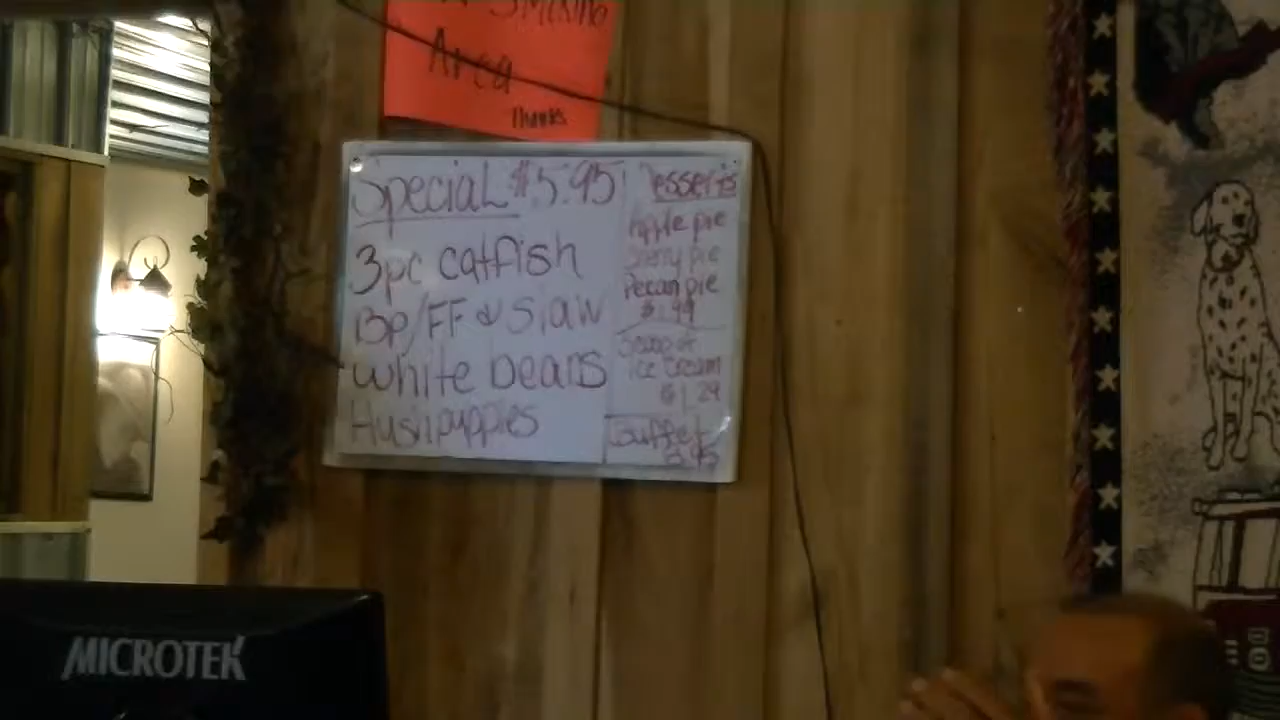 Smoking
Area
Thanks
Special $5.95
3pc catfish
Bp/FF & slaw
white beans
Hushpuppies
Desserts
Apple pie
Cherry pie
Pecan pie
$1.99
Scoop of
ice cream
$1.29
Buffet
MICROTEK